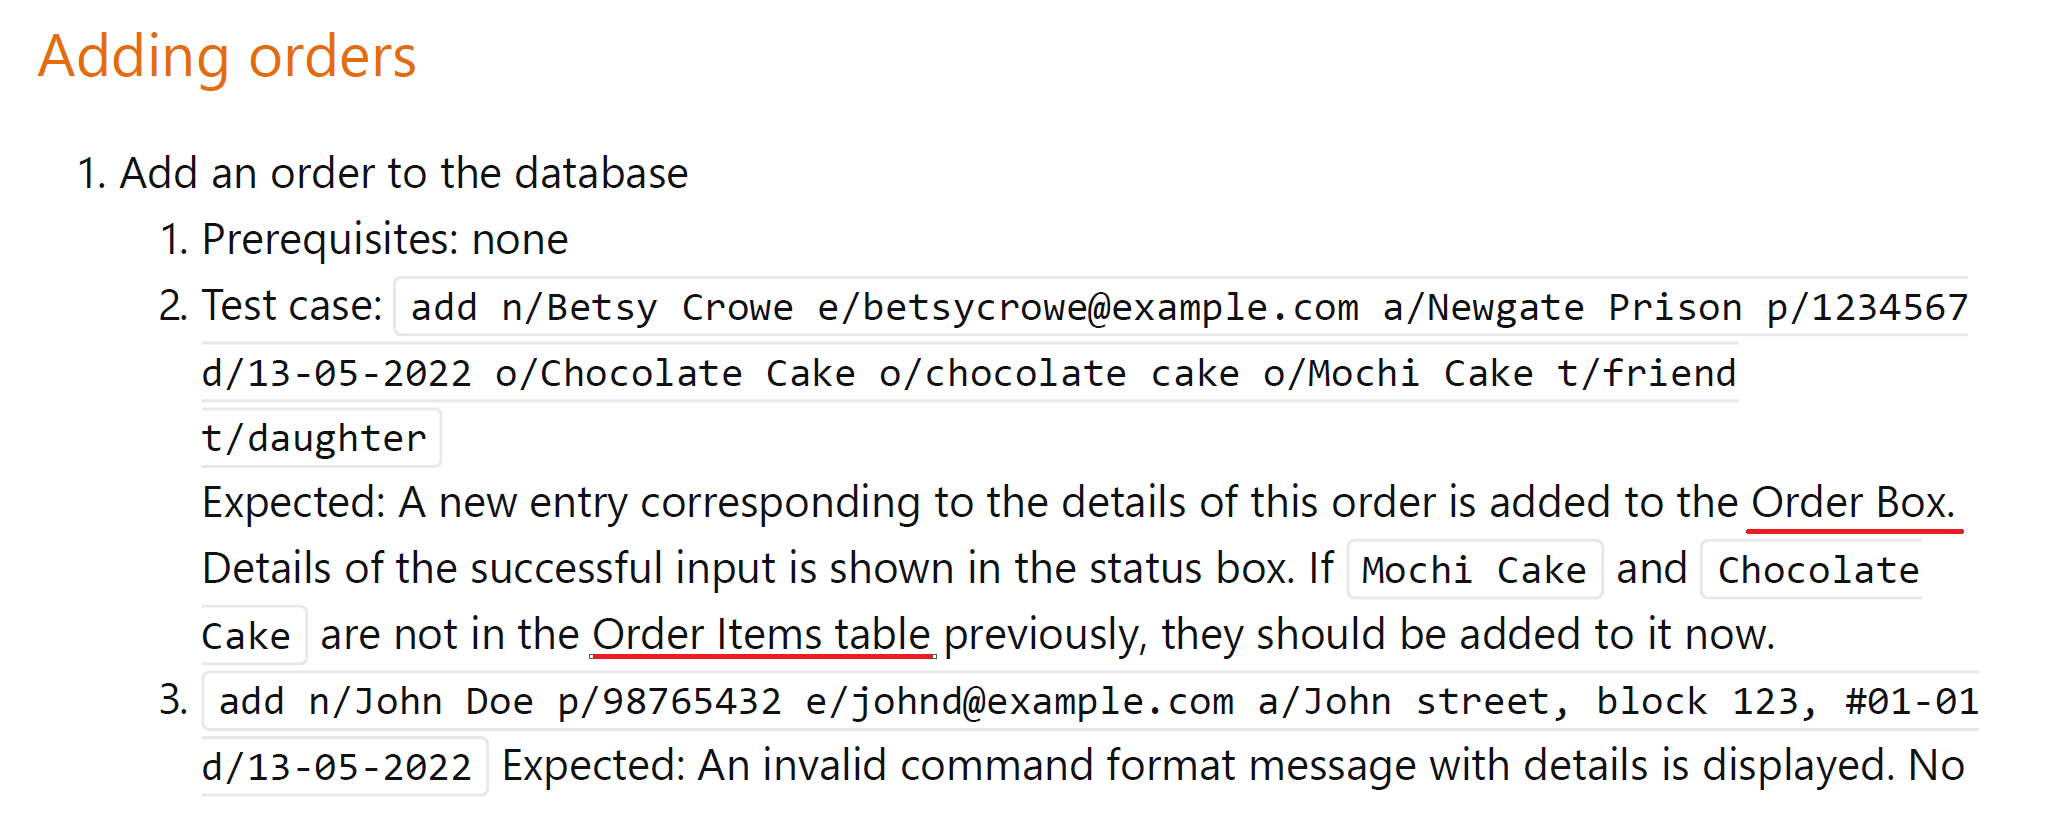 Adding orders
1. Add an order to the database
1. Prerequisites: none
2. Test case: add n/Betsy Crowe e/betsycrowe@example.com a/Newgate Prison p/1234567
d/13-05-2022 o/Chocolate Cake o/chocolate cake o/Mochi Cake t/friend
t/daughter
Expected: A new entry corresponding to the details of this order is added to the Order Box.
Details of the successful input is shown in the status box. If Mochi Cake and Chocolate
Cake are not in the Order Items table previously, they should be added to it now.
3. add n/John Doe p/98765432 e/johnd@example.com a/John street, block 123, #01-01
d/13-05-2022 Expected: An invalid command format message with details is displayed. No